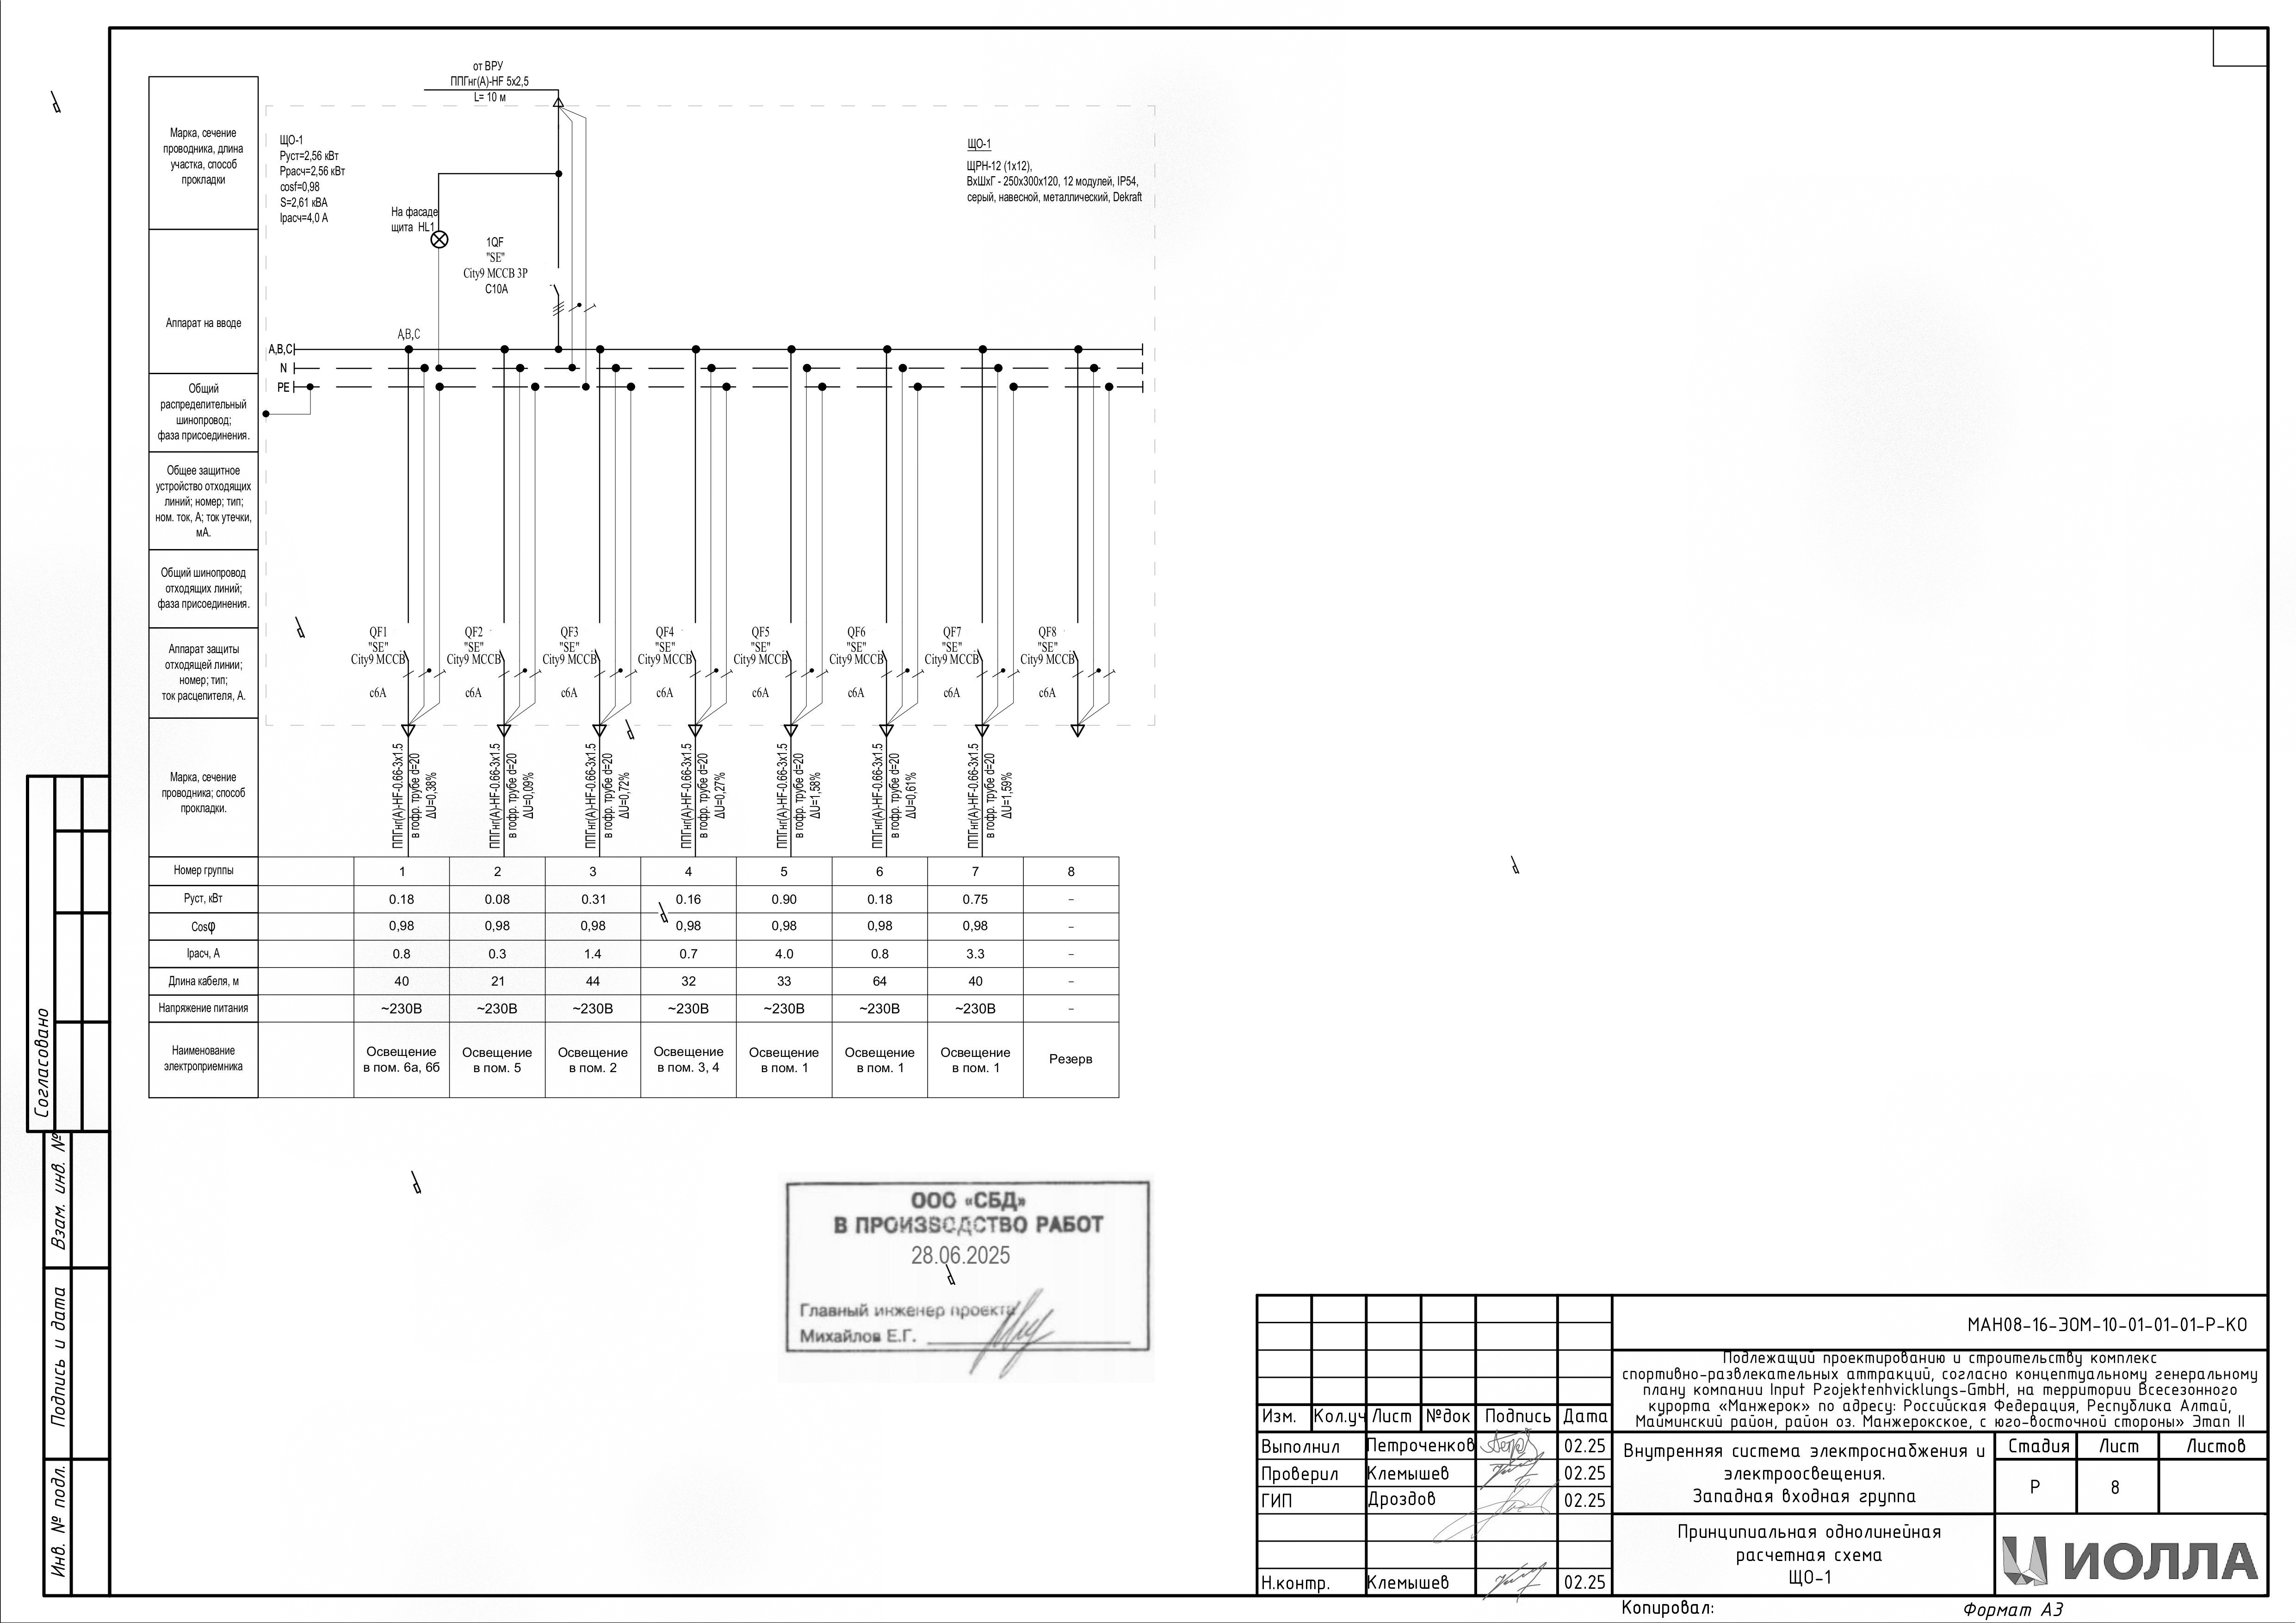 от ВРУ
ППГнг(А)-HF 5х2,5
L= 10 м
Марка, сечение
проводника, длина
участка, способ
прокладки
ЩО-1
Руст=2,56 кВт
Ррасч=2,56 кВт
cosf=0,98
S=2,61 кВА
Iрасч=4,0 А
ЩО-1
ЩРН-12 (1х12),
ВхШхГ - 250х300х120, 12 модулей, IP54,
серый, навесной, металлический, Dekraft
На фасаде
щита HL1
1QF
"SE"
City9 MCCB 3P
C10A
Аппарат на вводе
A,B,C
A,B,C
N
PE
Общий
распределительный
шинопровод;
фаза присоединения.
Общее защитное
устройство отходящих
линий; номер; тип;
ном. ток, А; ток утечки,
мА.
Общий шинопровод
отходящих линий;
фаза присоединения.
Аппарат защиты
отходящей линии;
номер; тип;
ток расцепителя, А.
QF1 QF2 QF3 QF4 QF5 QF6 QF7 QF8
"SE" "SE" "SE" "SE" "SE" "SE" "SE" "SE"
City9 MCCB City9 MCCB City9 MCCB City9 MCCB City9 MCCB City9 MCCB City9 MCCB City9 MCCB
c6A c6A c6A c6A c6A c6A c6A c6A
Марка, сечение
проводника; способ
прокладки.
ППГнг(А)-HF-0.66-3х1.5
в гофр. трубе d=20
ΔU=0,38%
ППГнг(А)-HF-0.66-3х1.5
в гофр. трубе d=20
ΔU=0,09%
ППГнг(А)-HF-0.66-3х1.5
в гофр. трубе d=20
ΔU=0,72%
ППГнг(А)-HF-0.66-3х1.5
в гофр. трубе d=20
ΔU=0,27%
ППГнг(А)-HF-0.66-3х1.5
в гофр. трубе d=20
ΔU=1,58%
ППГнг(А)-HF-0.66-3х1.5
в гофр. трубе d=20
ΔU=0,61%
ППГнг(А)-HF-0.66-3х1.5
в гофр. трубе d=20
ΔU=1,59%
Номер группы 1 2 3 4 5 6 7 8
Руст, кВт 0.18 0.08 0.31 0.16 0.90 0.18 0.75 –
Cosφ 0,98 0,98 0,98 0,98 0,98 0,98 0,98 –
Iрасч, А 0.8 0.3 1.4 0.7 4.0 0.8 3.3 –
Длина кабеля, м 40 21 44 32 33 64 40 –
Напряжение питания ~230В ~230В ~230В ~230В ~230В ~230В ~230В –
Наименование
электроприемника
Освещение
в пом. 6а, 6б
Освещение
в пом. 5
Освещение
в пом. 2
Освещение
в пом. 3, 4
Освещение
в пом. 1
Освещение
в пом. 1
Освещение
в пом. 1
Резерв
ООО «СБД»
В ПРОИЗВОДСТВО РАБОТ
28.06.2025
Главный инженер проекта
Михайлов Е.Г.
Согласовано
Взам. инв. №
Подпись и дата
Инв. № подл.
МАН08-16-ЭОМ-10-01-01-01-Р-КО
Подлежащий проектированию и строительству комплекс
спортивно-развлекательных аттракций, согласно концептуальному генеральному
плану компании Input Projektenhvicklungs-GmbH, на территории Всесезонного
курорта «Манжерок» по адресу: Российская Федерация, Республика Алтай,
Майминский район, район оз. Манжерокское, с юго-восточной стороны» Этап II
Изм. Кол.уч Лист №док Подпись Дата
Выполнил Петроченков 02.25
Проверил Клемышев 02.25
ГИП Дроздов 02.25
Н.контр. Клемышев 02.25
Внутренняя система электроснабжения и
электроосвещения.
Западная входная группа
Стадия Лист Листов
Р 8
Принципиальная однолинейная
расчетная схема
ЩО-1
ИОЛЛА
Копировал:
Формат А3